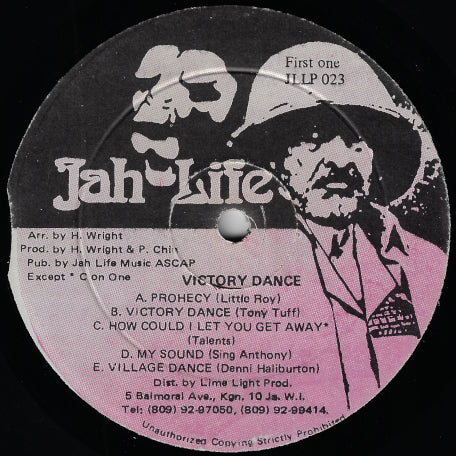 First one
JLLP 023
Jah Life
Arr. by H. Wright
Prod. by H. Wright & P. Chin
Pub. by Jah Life Music ASCAP
Except * C on One
VICTORY DANCE
A. PROHECY (Little Roy)
B. VICTORY DANCE (Tony Tuff)
C. HOW COULD I LET YOU GET AWAY*
(Talents)
D. MY SOUND (Sing Anthony)
E. VILLAGE DANCE (Denni Haliburton)
Dist. by Lime Light Prod.
5 Balmoral Ave., Kgn. 10 Ja. W.I.
Tel: (809) 92-97050, (809) 92-99414.
Unauthorized Copying Strictly Prohibited